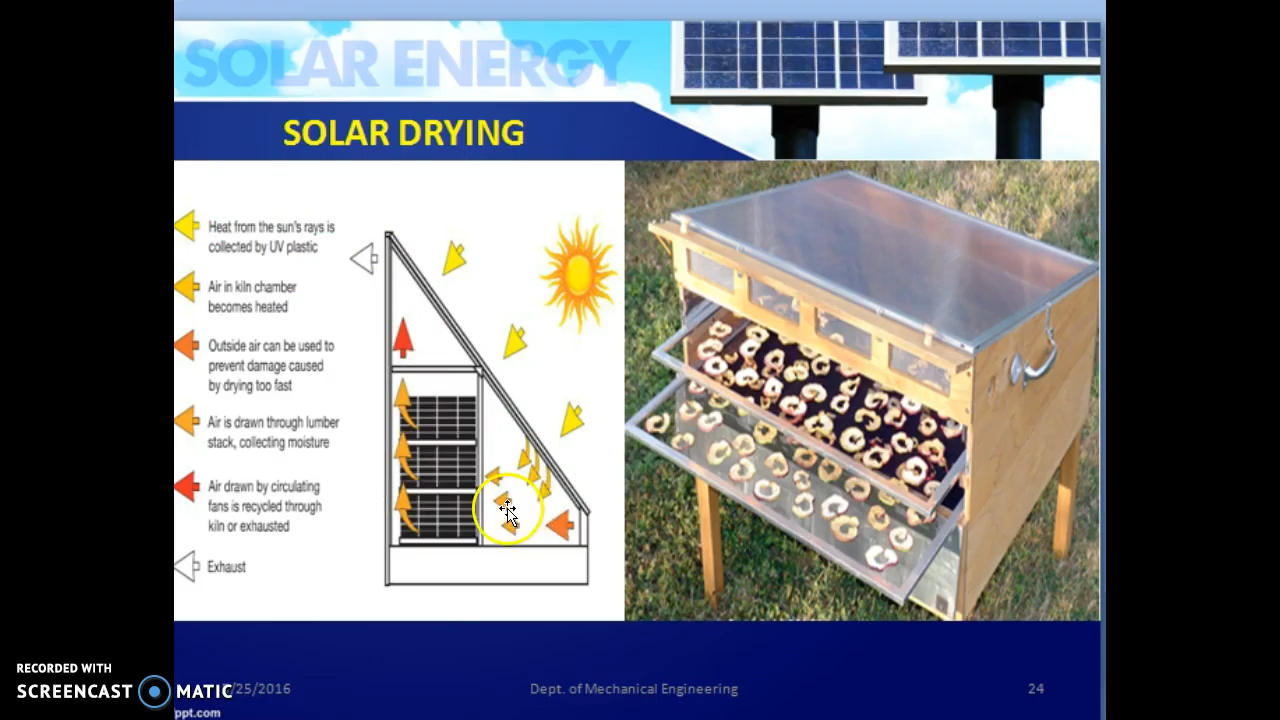 SOLAR ENERGY
SOLAR DRYING
Heat from the sun's rays is
collected by UV plastic
Air in kiln chamber
becomes heated
Outside air can be used to
prevent damage caused
by drying too fast
Air is drawn through lumber
stack, collecting moisture
Air drawn by circulating
fans is recycled through
kiln or exhausted
Exhaust
RECORDED WITH
SCREENCAST MATIC
/25/2016
Dept. of Mechanical Engineering
24
ppt.com